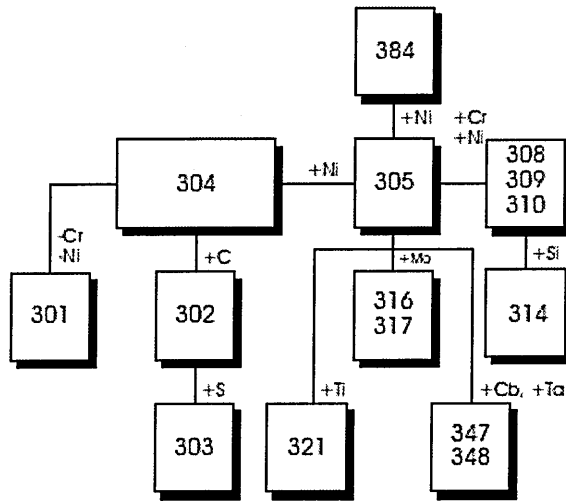 384
+Ni
+Cr
+Ni
304
+Ni
305
308
309
310
-Cr
-Ni
+C
+Mo
+Si
301
302
316
317
314
+S
+Ti
+Cb, +Ta
303
321
347
348